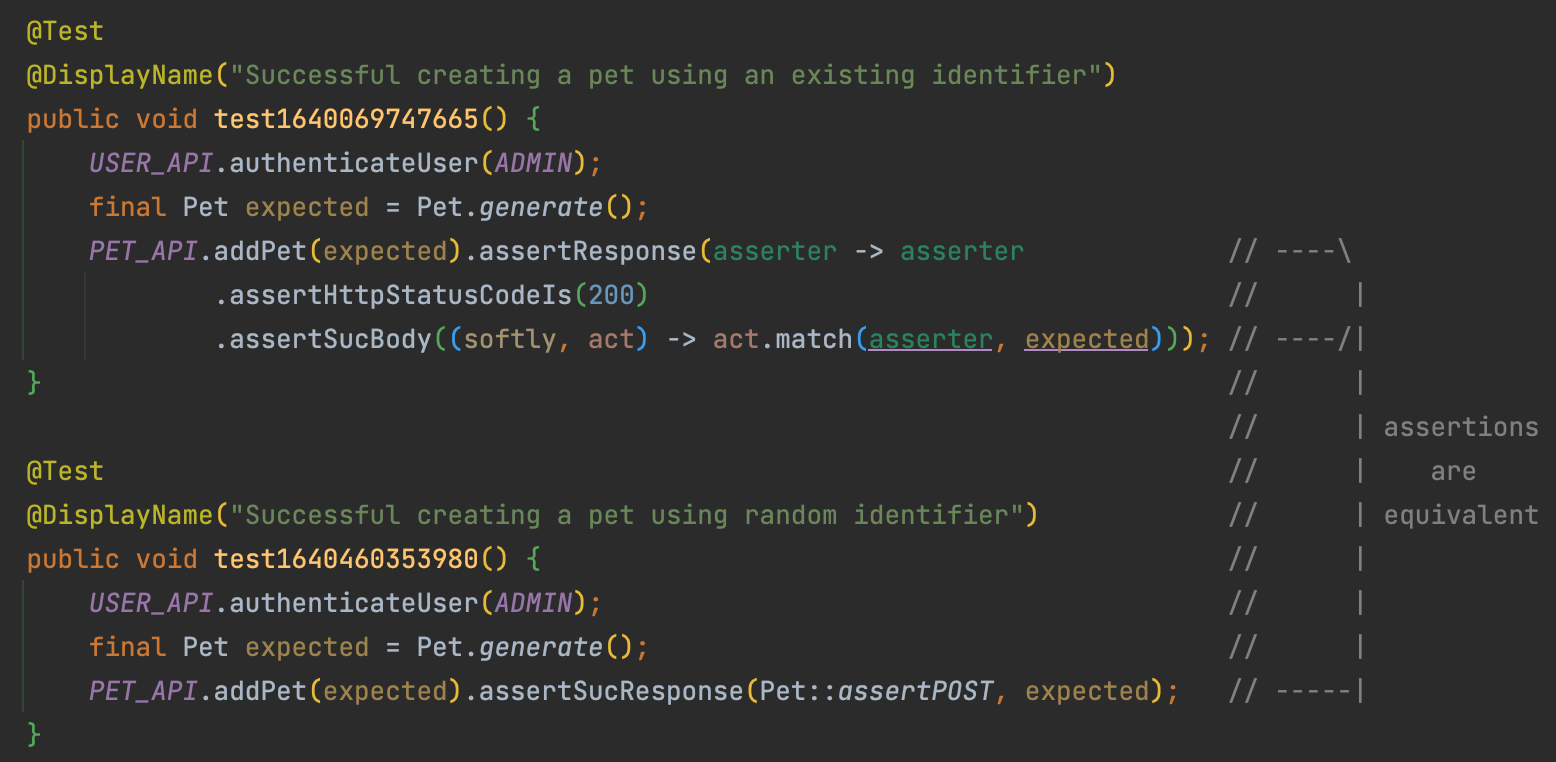 @Test
@DisplayName("Successful creating a pet using an existing identifier")
public void test1640069747665() {
    USER_API.authenticateUser(ADMIN);
    final Pet expected = Pet.generate();
    PET_API.addPet(expected).assertResponse(asserter -> asserter             // ----\
            .assertHttpStatusCodeIs(200)                                     //      |
            .assertSucBody((softly, act) -> act.match(asserter, expected))); // ----/|
}                                                                            //      |
                                                                             //      | assertions
@Test                                                                        //      |    are
@DisplayName("Successful creating a pet using random identifier")            //      | equivalent
public void test1640460353980() {                                            //      |
    USER_API.authenticateUser(ADMIN);                                        //      |
    final Pet expected = Pet.generate();                                     //      |
    PET_API.addPet(expected).assertSucResponse(Pet::assertPOST, expected);   // -----|
}